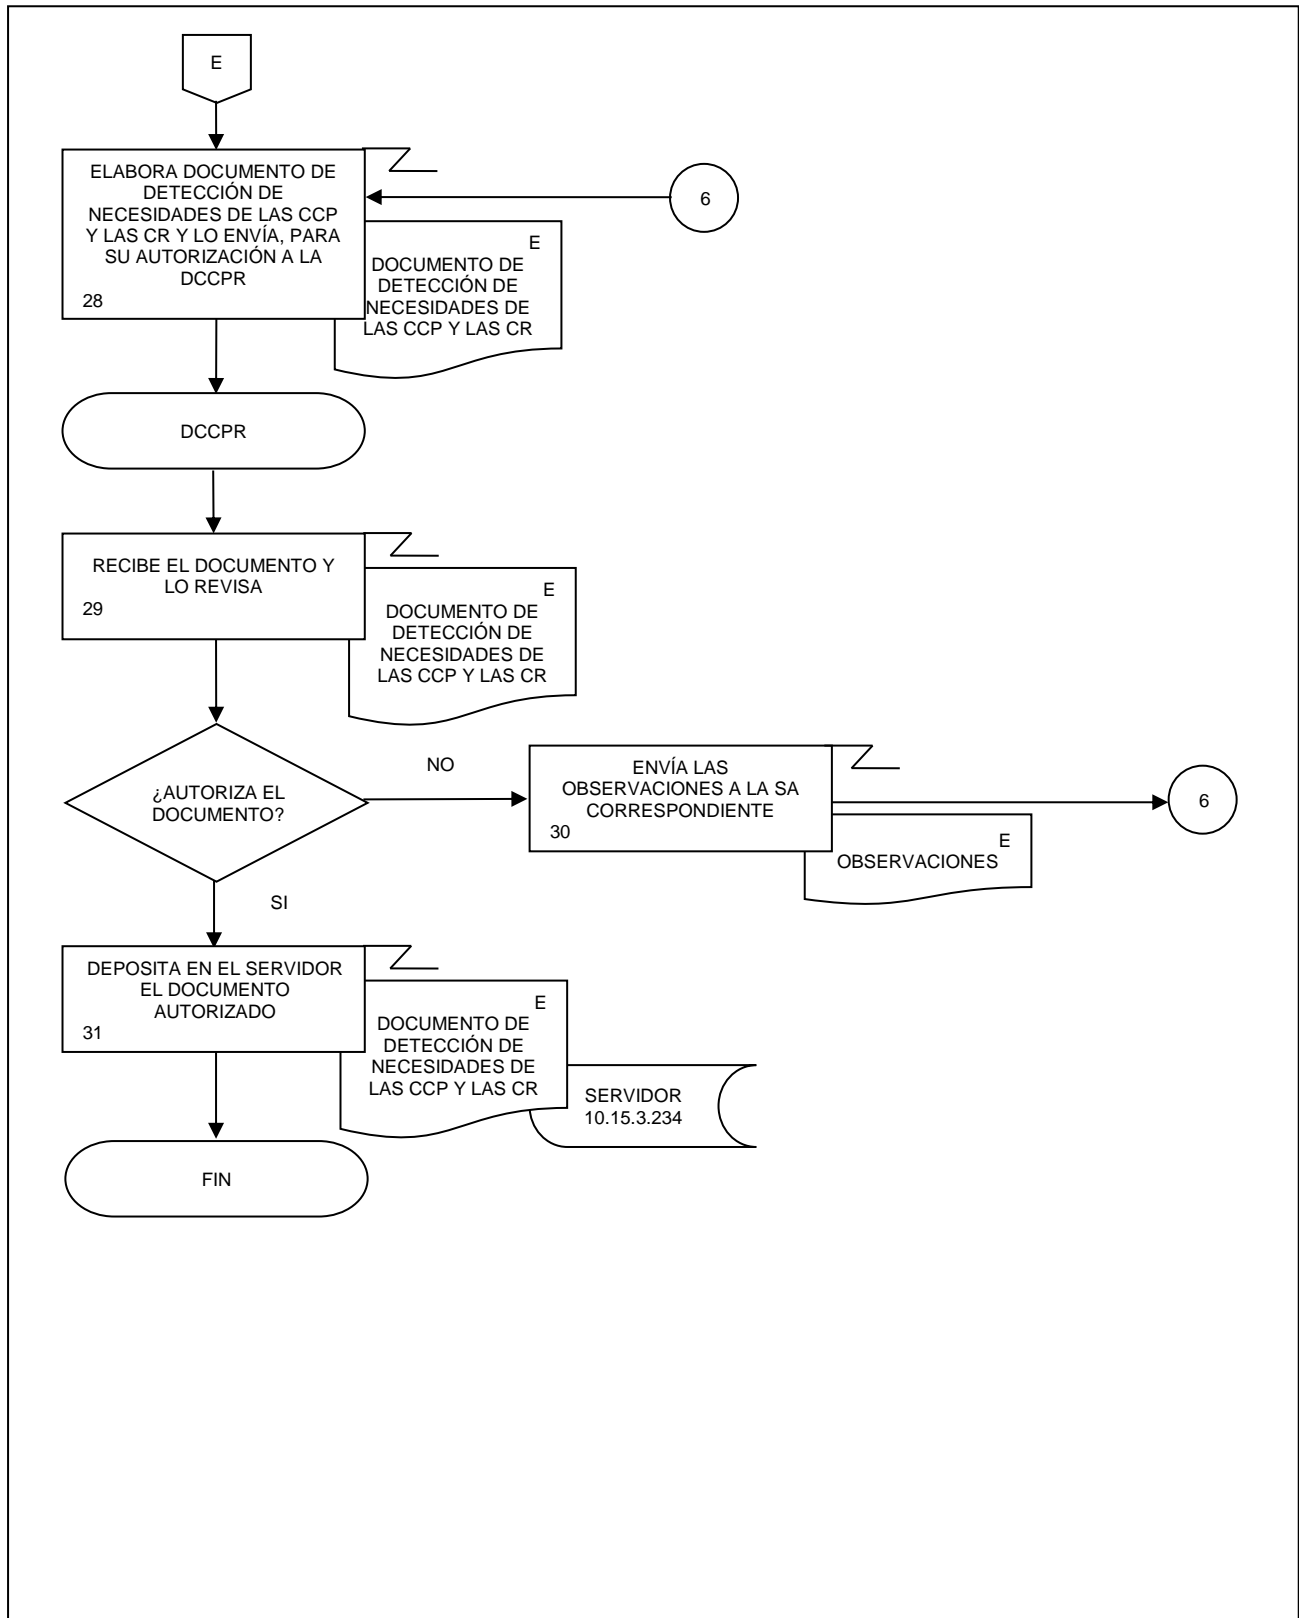 E
ELABORA DOCUMENTO DE
DETECCIÓN DE
NECESIDADES DE LAS CCP
Y LAS CR Y LO ENVÍA, PARA
SU AUTORIZACIÓN A LA
DCCPR
28
6
E
DOCUMENTO DE
DETECCIÓN DE
NECESIDADES DE
LAS CCP Y LAS CR
DCCPR
RECIBE EL DOCUMENTO Y
LO REVISA
29
E
DOCUMENTO DE
DETECCIÓN DE
NECESIDADES DE
LAS CCP Y LAS CR
¿AUTORIZA EL
DOCUMENTO?
NO
ENVÍA LAS
OBSERVACIONES A LA SA
CORRESPONDIENTE
30
6
E
OBSERVACIONES
SI
DEPOSITA EN EL SERVIDOR
EL DOCUMENTO
AUTORIZADO
31
E
DOCUMENTO DE
DETECCIÓN DE
NECESIDADES DE
LAS CCP Y LAS CR
SERVIDOR
10.15.3.234
FIN